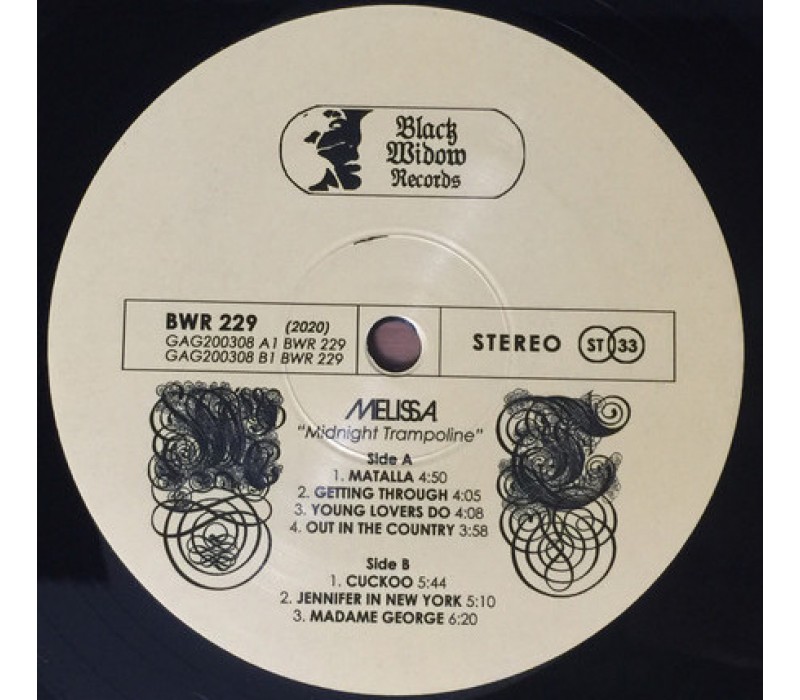 Black
Widow
Records
BWR 229 (2020)
GAG200308 A1 BWR 229
GAG200308 B1 BWR 229
STEREO ST 33
MELISSA
"Midnight Trampoline"
Side A
1. MATALLA 4:50
2. GETTING THROUGH 4:05
3. YOUNG LOVERS DO 4:08
4. OUT IN THE COUNTRY 3:58
Side B
1. CUCKOO 5:44
2. JENNIFER IN NEW YORK 5:10
3. MADAME GEORGE 6:20